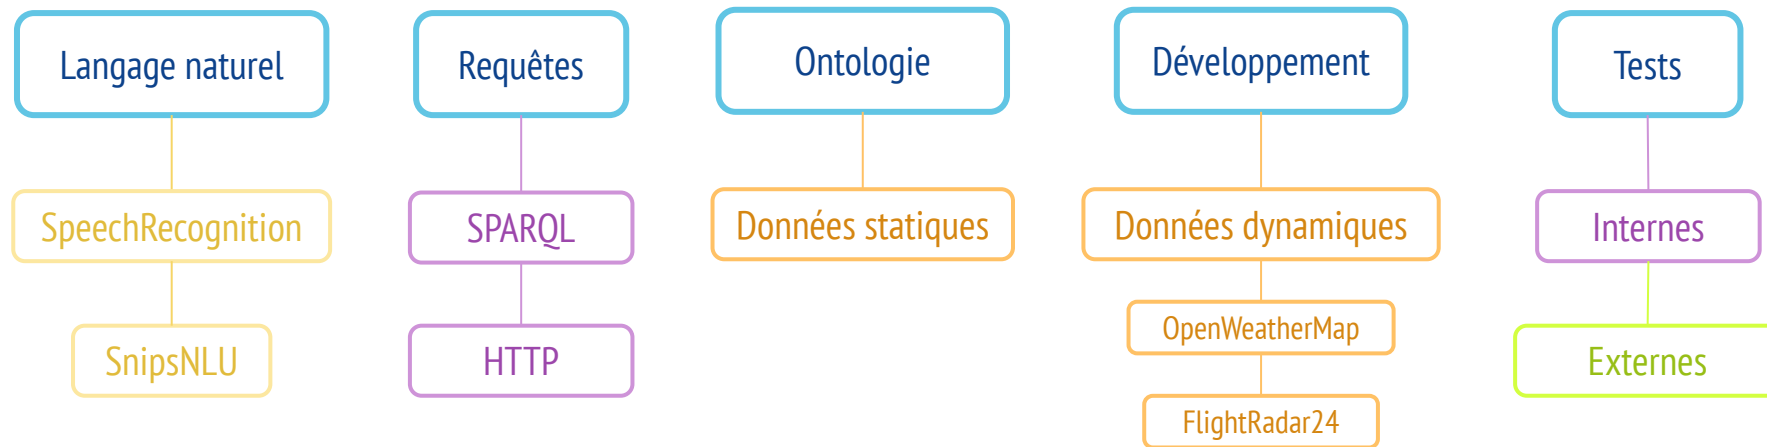 Langage naturel
SpeechRecognition
SnipsNLU
Requêtes
SPARQL
HTTP
Ontologie
Données statiques
Développement
Données dynamiques
OpenWeatherMap
FlightRadar24
Tests
Internes
Externes